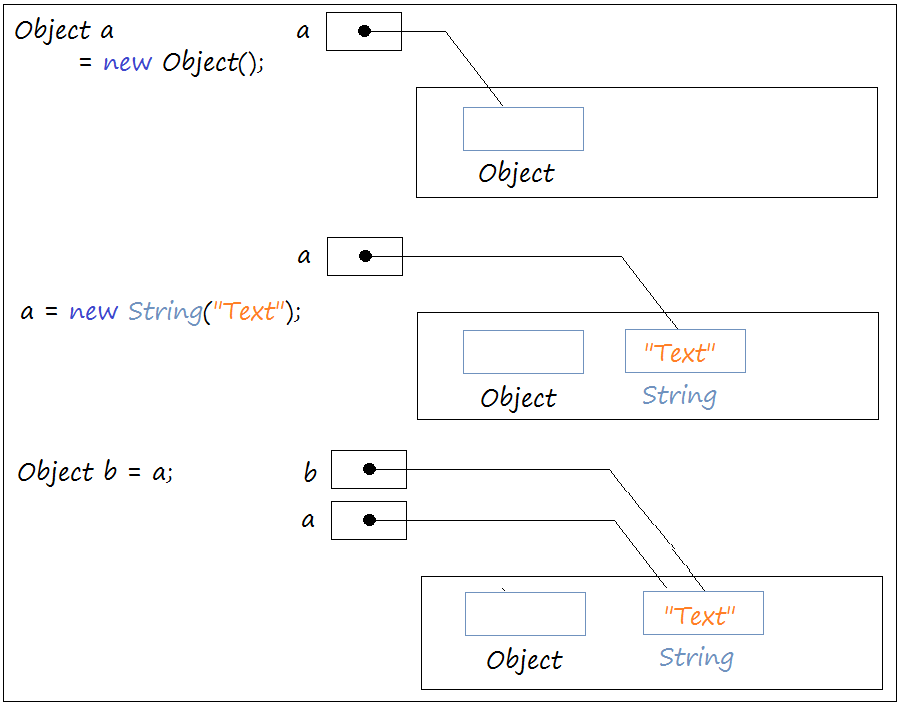 Object a
= new Object();
a
Object
a
a = new String("Text");
"Text"
Object
String
Object b = a;
b
a
"Text"
Object
String